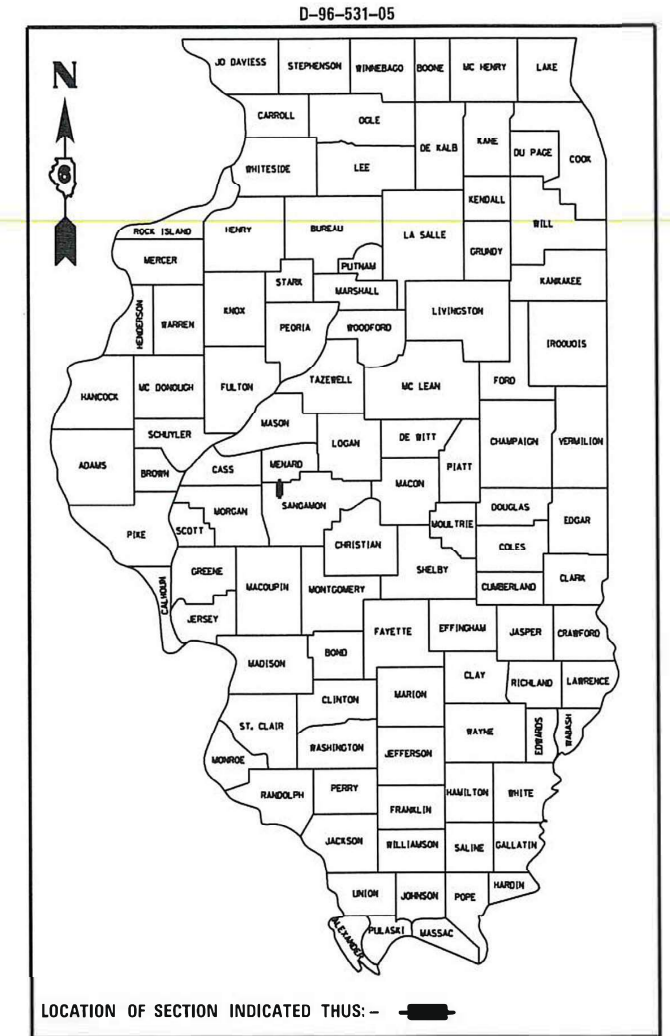 D-96-531-05
N
6
JO DAVIESS STEPHENSON WINNEBAGO BOONE MC HENRY LAKE
CARROLL OGLE
DE KALB KANE DU PAGE COOK
WHITESIDE LEE
KENDALL
ROCK ISLAND HENRY BUREAU LA SALLE WILL
MERCER PUTNAM GRUNDY
STARK MARSHALL KANKAKEE
HENDERSON WARREN KNOX PEORIA WOODFORD LIVINGSTON IROQUOIS
HANCOCK MC DONOUGH FULTON TAZEWELL MC LEAN FORD
MASON
SCHUYLER LOGAN DE WITT CHAMPAIGN VERMILION
ADAMS BROWN CASS MENARD PIATT
MACON
MORGAN SANGAMON DOUGLAS
PIKE SCOTT MOULTRIE EDGAR
CHRISTIAN COLES
GREENE SHELBY
CALHOUN MACOUPIN MONTGOMERY CUMBERLAND CLARK
JERSEY
FAYETTE EFFINGHAM JASPER CRAWFORD
MADISON BOND
CLAY RICHLAND LAWRENCE
CLINTON MARION
ST. CLAIR WAYNE EDWARDS WABASH
WASHINGTON JEFFERSON
MONROE
RANDOLPH PERRY HAMILTON WHITE
FRANKLIN
JACKSON WILLIAMSON SALINE GALLATIN
UNION JOHNSON POPE HARDIN
ALEXANDER PULASKI MASSAC
LOCATION OF SECTION INDICATED THUS: -